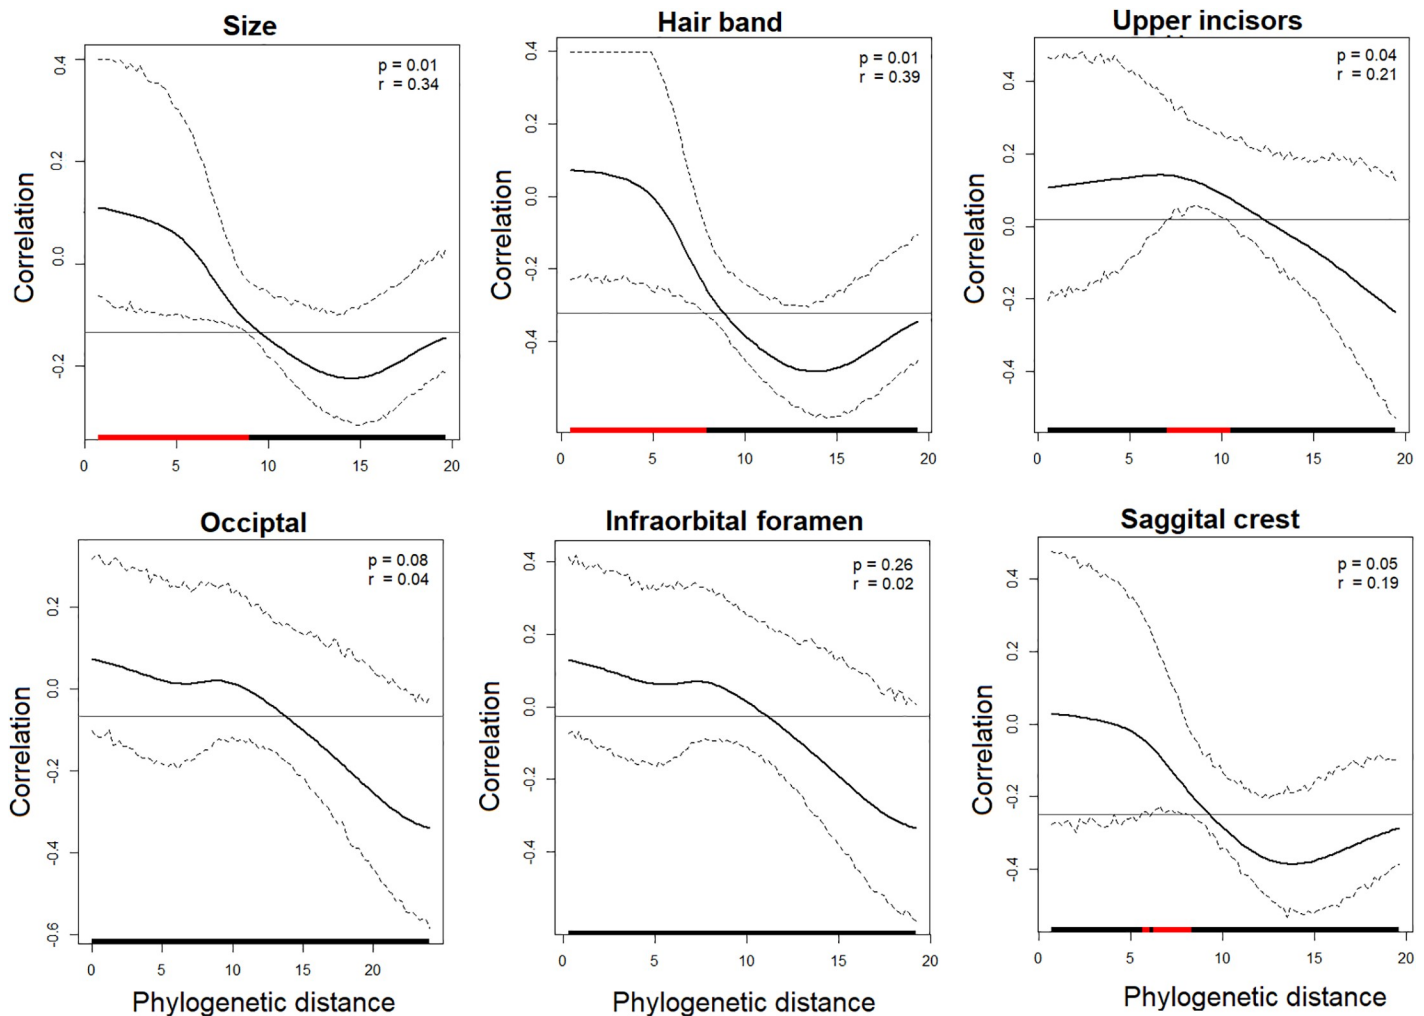 Size
Hair band
Upper incisors
p = 0.01
r = 0.34
p = 0.01
r = 0.39
p = 0.04
r = 0.21
Correlation
0.4
0.2
0.0
-0.2
Correlation
0.4
0.2
0.0
-0.2
-0.4
Correlation
0.4
0.2
0.0
-0.2
-0.4
0 5 10 15 20
0 5 10 15 20
0 5 10 15 20
Occiptal
Infraorbital foramen
Saggital crest
p = 0.08
r = 0.04
p = 0.26
r = 0.02
p = 0.05
r = 0.19
Correlation
0.2
0.0
-0.2
-0.4
-0.6
Correlation
0.4
0.2
0.0
-0.2
-0.4
Correlation
0.4
0.2
0.0
-0.2
-0.4
0 5 10 15 20
0 5 10 15 20
0 5 10 15 20
Phylogenetic distance
Phylogenetic distance
Phylogenetic distance